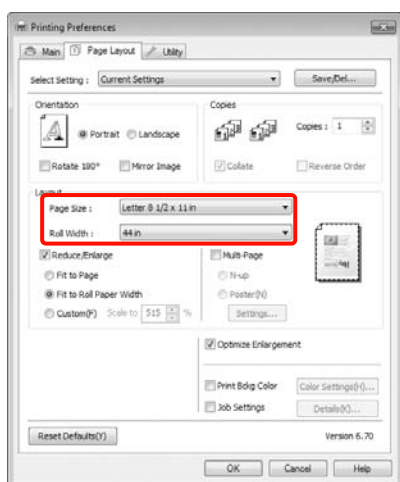 Printing Preferences
Main Page Layout Utility
Select Setting : Current Settings Save/Del...
Orientation Copies
Portrait Landscape Copies : 1
Rotate 180° Mirror Image Collate Reverse Order
Layout
Page Size : Letter 8 1/2 x 11 in
Roll Width : 44 in
Reduce/Enlarge Multi-Page
Fit to Page N-up
Fit to Roll Paper Width Poster(N)
Custom(F) Scale to 515 % Settings...
Optimize Enlargement
Print Bckg Color Color Settings(H)...
Job Settings Details(K)...
Reset Defaults(Y) Version 6.70
OK Cancel Help